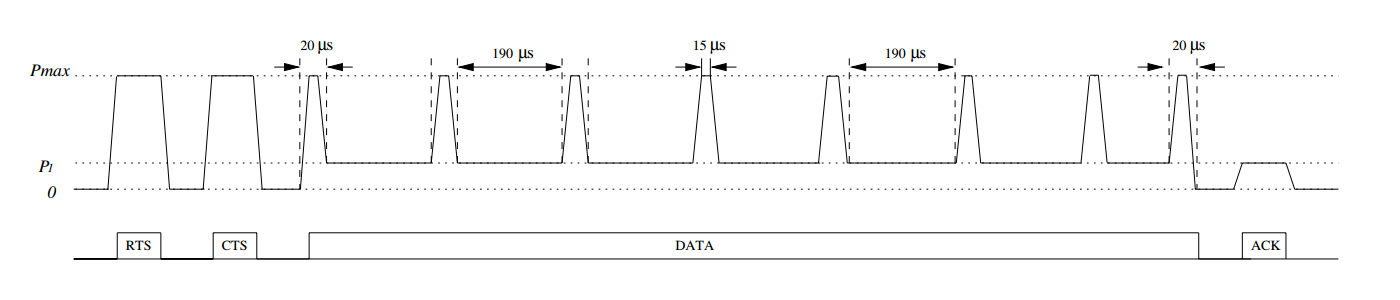 20 μs
190 μs
15 μs
190 μs
20 μs
Pmax
Pl
0
RTS
CTS
DATA
ACK